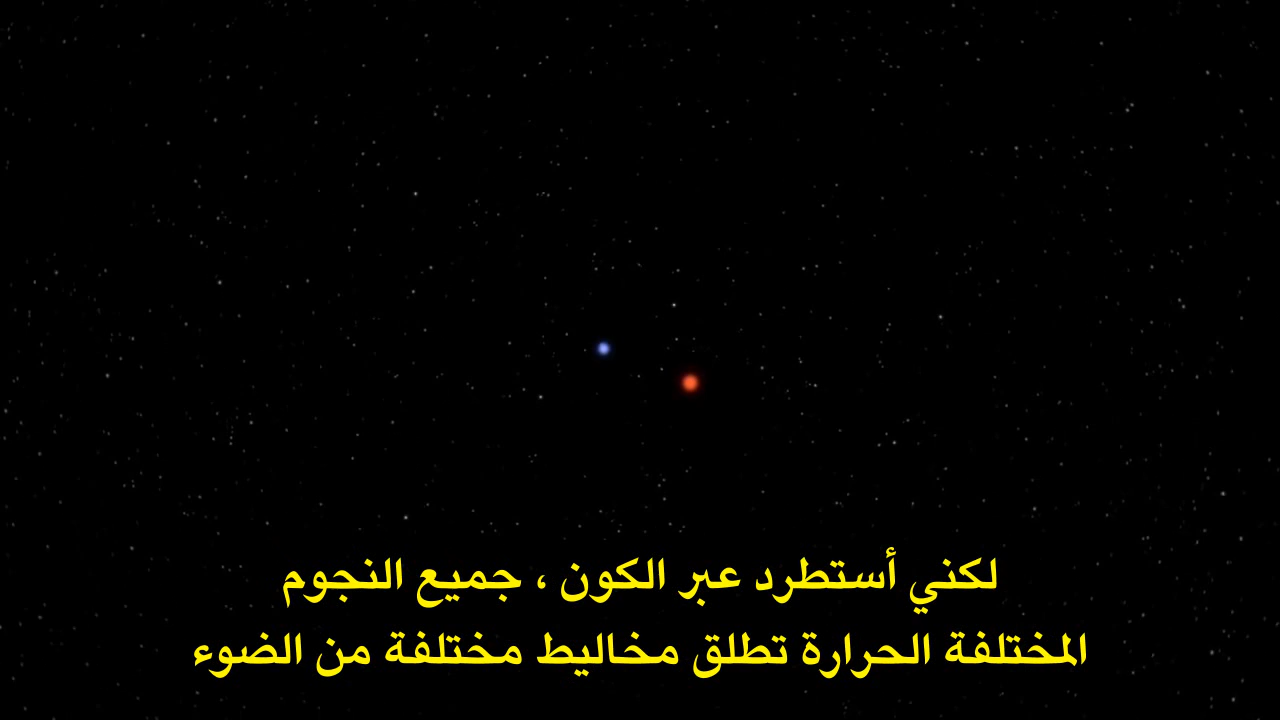 لكني أستطرد عبر الكون ، جميع النجوم
المختلفة الحرارة تطلق مخاليط مختلفة من الضوء